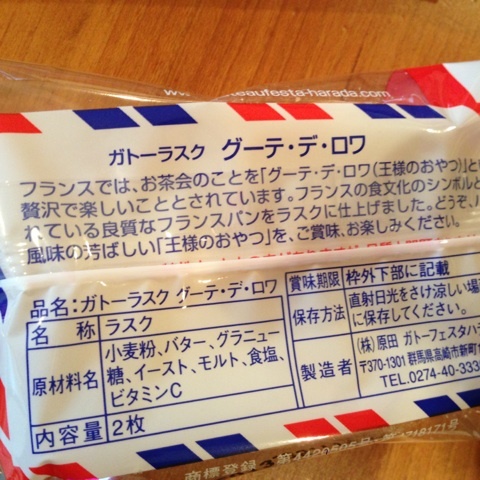 eaufesta-harada.com
ガトーラスク グーテ・デ・ロワ
フランスでは、お茶会のことを「グーテ・デ・ロワ(王様のおやつ)」と
贅沢で楽しいこととされています。フランスの食文化のシンボルと
れている良質なフランスパンをラスクに仕上げました。どうぞ、
風味の芳ばしい「王様のおやつ」を、ご賞味、お楽しみください。
品名:ガトーラスク グーテ・デ・ロワ
名 称 ラスク
原材料名 小麦粉、バター、グラニュー
糖、イースト、モルト、食塩、
ビタミンC
内容量 2枚
賞味期限 枠外下部に記載
保存方法 直射日光をさけ涼しい場
に保存してください。
製造者 (株)原田 ガトーフェスタハ
〒370-1301 群馬県高崎市新町
TEL.0274-40-333
商標登録